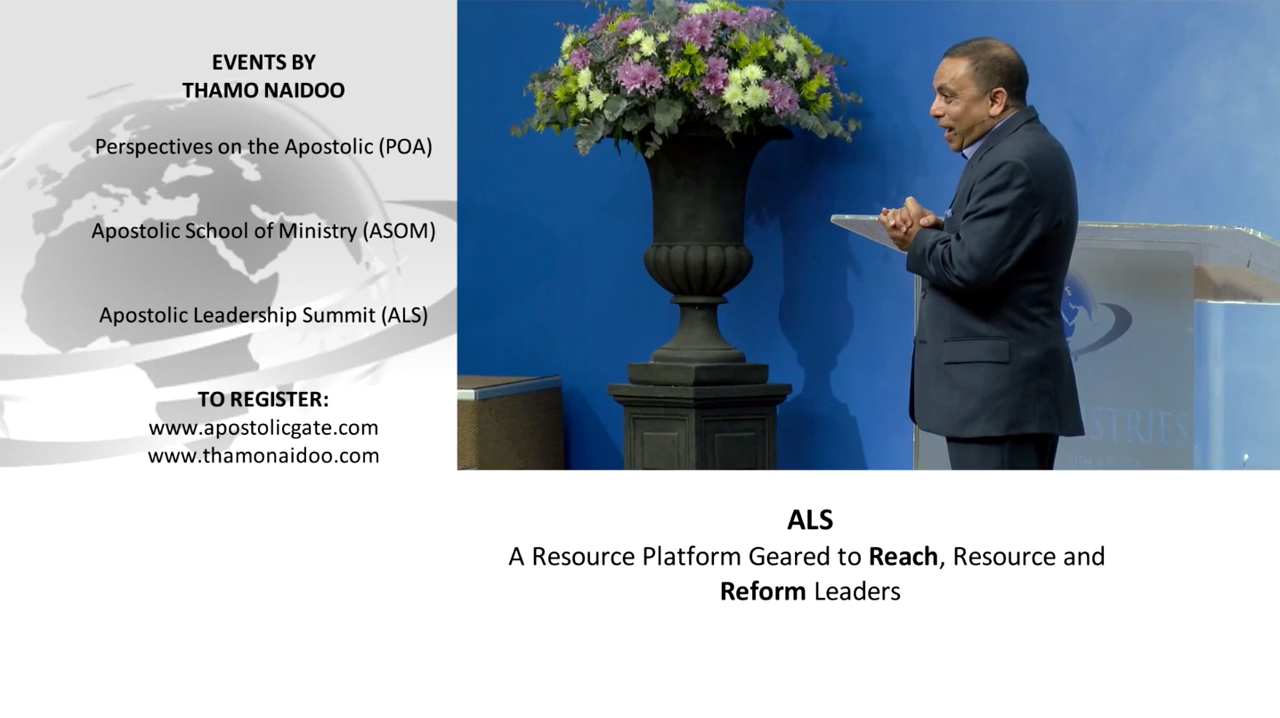 EVENTS BY
THAMO NAIDOO
Perspectives on the Apostolic (POA)
Apostolic School of Ministry (ASOM)
Apostolic Leadership Summit (ALS)
TO REGISTER:
www.apostolicgate.com
www.thamonaidoo.com
ALS
A Resource Platform Geared to Reach, Resource and
Reform Leaders